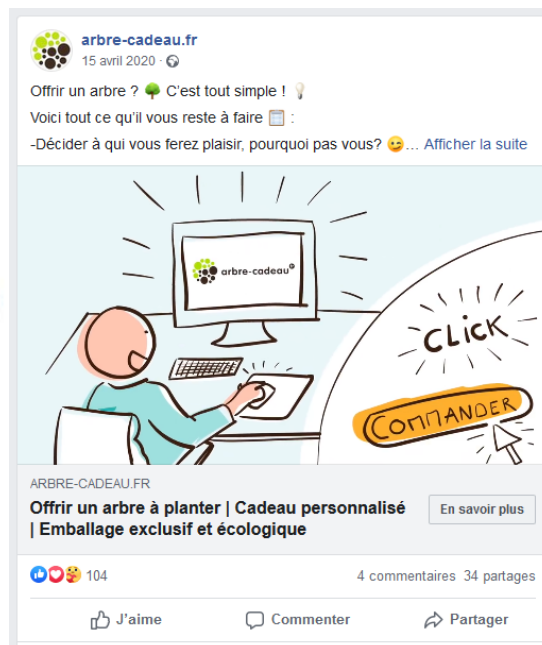 arbre-cadeau.fr
15 avril 2020 ·
Offrir un arbre ? 🌳 C'est tout simple ! 💡
Voici tout ce qu'il vous reste à faire 🗓 :
-Décider à qui vous ferez plaisir, pourquoi pas vous? 😉... Afficher la suite
arbre-cadeau
CLICK
COMMANDER
ARBRE-CADEAU.FR
Offrir un arbre à planter | Cadeau personnalisé
| Emballage exclusif et écologique
En savoir plus
104
4 commentaires 34 partages
J'aime
Commenter
Partager